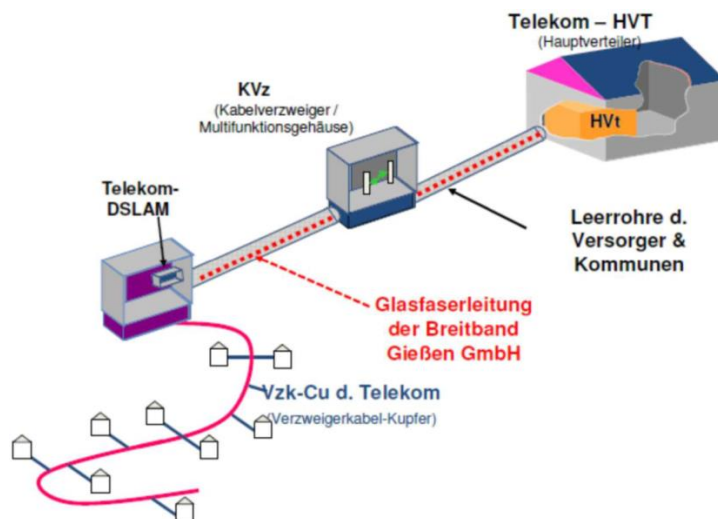 Telekom – HVT
(Hauptverteiler)
KVz
(Kabelverzweiger /
Multifunktionsgehäuse)
HVt
Telekom-
DSLAM
Leerrohre d.
Versorger &
Kommunen
Glasfaserleitung
der Breitband
Gießen GmbH
Vzk-Cu d. Telekom
(Verzweigerkabel-Kupfer)